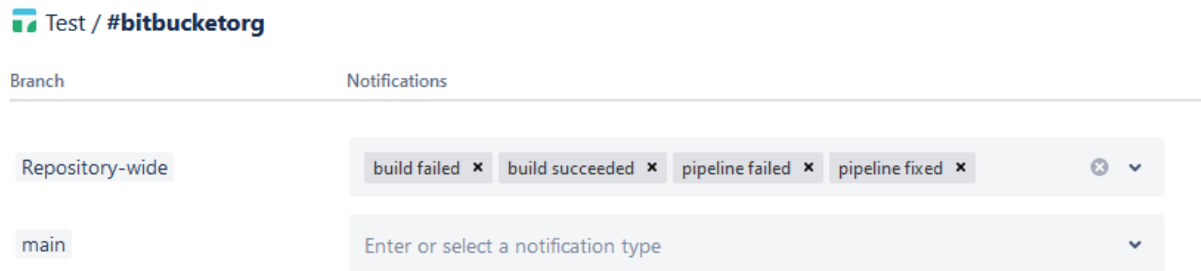 Test / #bitbucketorg
Branch Notifications
Repository-wide build failed × build succeeded × pipeline failed × pipeline fixed ×
main Enter or select a notification type